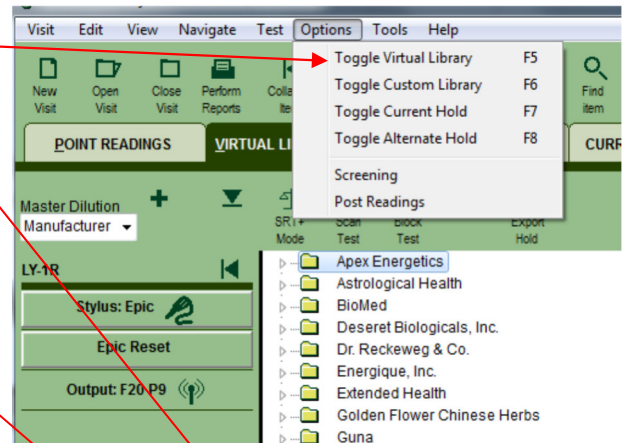 Visit Edit View Navigate Test Options Tools Help
Toggle Virtual Library F5
Toggle Custom Library F6
Toggle Current Hold F7
Toggle Alternate Hold F8
Screening
Post Readings
New Visit
Open Visit
Close Visit
Perform Reports
Find item
POINT READINGS
VIRTU
CURR
Master Dilution
Manufacturer
Mode
Test
Test
Export
Hold
LY-1R
Stylus: Epic
Epic Reset
Output: F20-P9
Apex Energetics
Astrological Health
BioMed
Deseret Biologicals, Inc.
Dr. Reckeweg & Co.
Energique, Inc.
Extended Health
Golden Flower Chinese Herbs
Guna